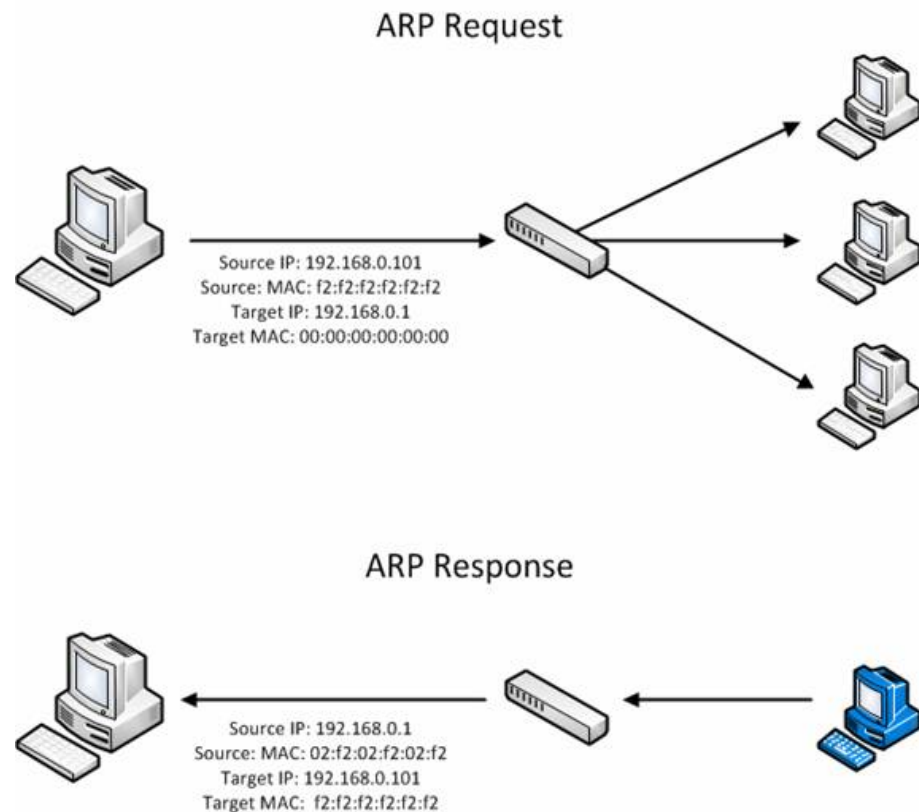 ARP Request
Source IP: 192.168.0.101
Source: MAC: f2:f2:f2:f2:f2:f2
Target IP: 192.168.0.1
Target MAC: 00:00:00:00:00:00
ARP Response
Source IP: 192.168.0.1
Source: MAC: 02:f2:02:f2:02:f2
Target IP: 192.168.0.101
Target MAC: f2:f2:f2:f2:f2:f2